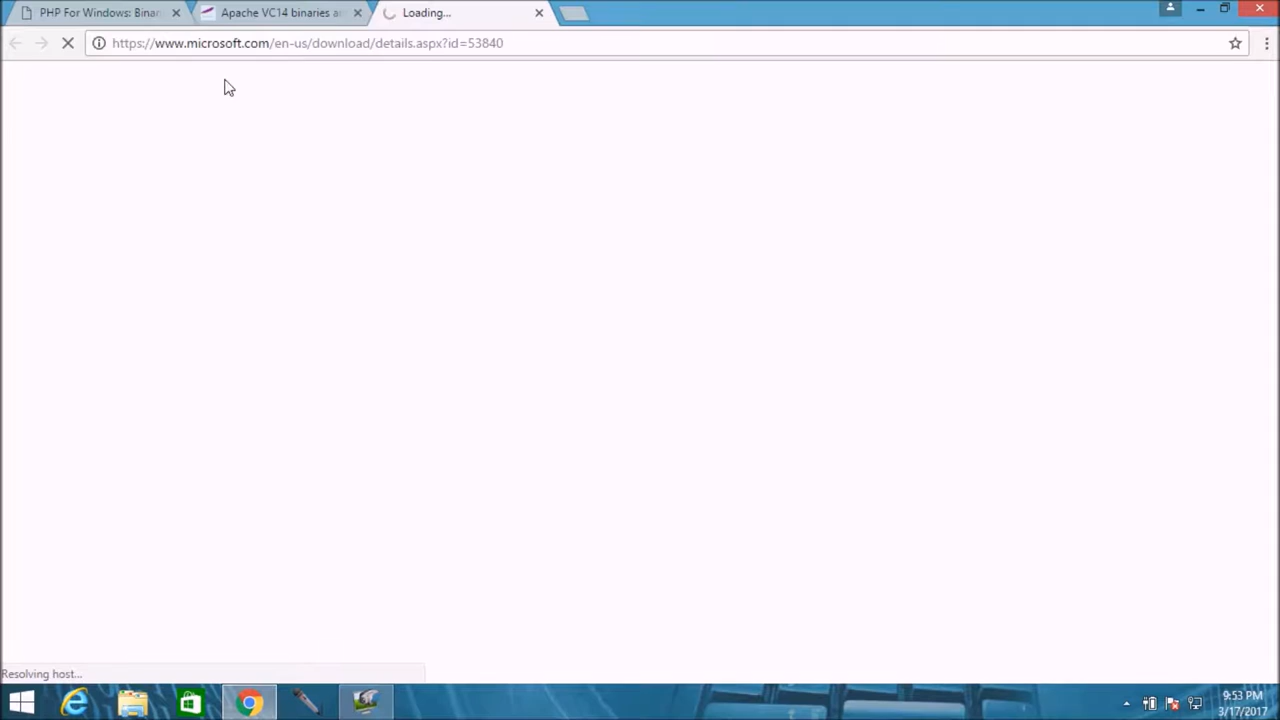 PHP For Windows: Binar
Apache VC14 binaries a
Loading...
https://www.microsoft.com/en-us/download/details.aspx?id=53840
Resolving host...
9:53 PM
3/17/2017